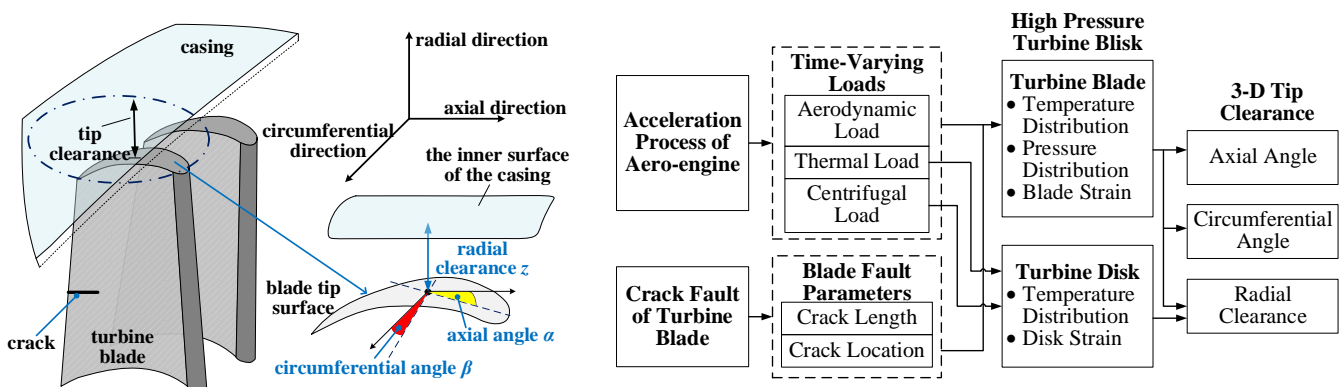 casing
tip
clearance
crack
turbine
blade
radial direction
axial direction
circumferential
direction
the inner surface
of the casing
radial
clearance z
blade tip
surface
axial angle α
circumferential angle β
Acceleration
Process of
Aero-engine
Crack Fault
of Turbine
Blade
Time-Varying
Loads
Aerodynamic
Load
Thermal Load
Centrifugal
Load
Blade Fault
Parameters
Crack Length
Crack Location
High Pressure
Turbine Blisk
Turbine Blade
• Temperature
Distribution
• Pressure
Distribution
• Blade Strain
Turbine Disk
• Temperature
Distribution
• Disk Strain
3-D Tip
Clearance
Axial Angle
Circumferential
Angle
Radial
Clearance